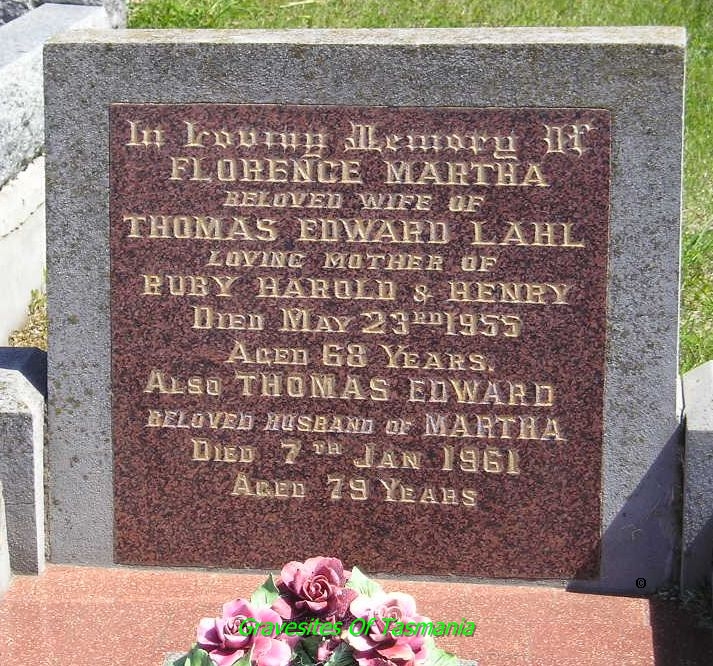 In Loving Memory Of
FLORENCE MARTHA
BELOVED WIFE OF
THOMAS EDWARD LAHL
LOVING MOTHER OF
RUBY HAROLD & HENRY
DIED MAY 23RD 1955
AGED 68 YEARS.
ALSO THOMAS EDWARD
BELOVED HUSBAND OF MARTHA
DIED 7TH JAN 1961
AGED 79 YEARS
©
Gravesites Of Tasmania